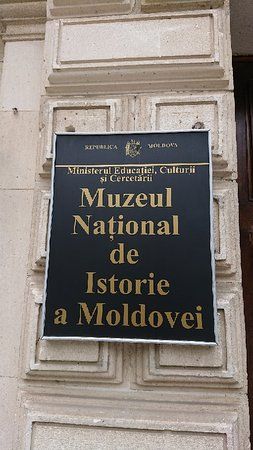 REPUBLICA MOLDOVA
Ministerul Educației, Culturii
și Cercetării
Muzeul
Național
de
Istorie
a Moldovei